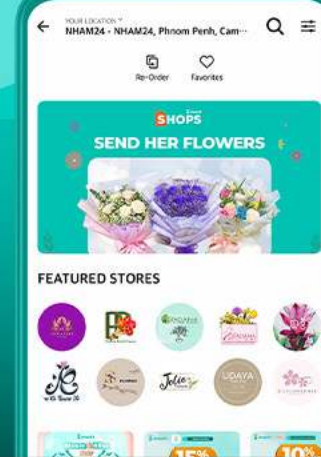 YOUR LOCATION
NHAM24 - NHAM24, Phnom Penh, Cam···
Re-Order
Favorites
SHOPS
SEND HER FLOWERS
FEATURED STORES
Jolie
UDAYA
15%
10%